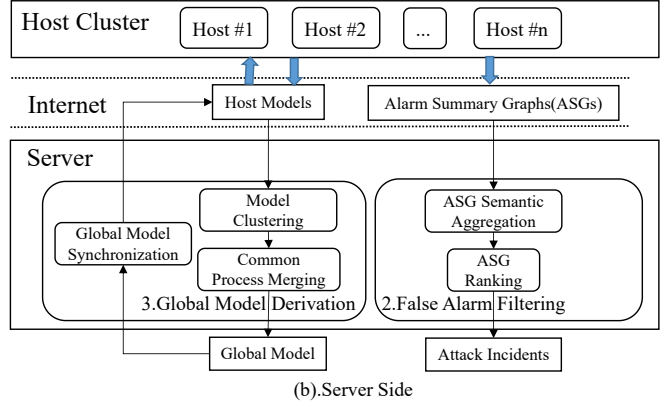 Host Cluster
Host #1
Host #2
...
Host #n
Internet
Host Models
Alarm Summary Graphs(ASGs)
Server
Model
Clustering
Global Model
Synchronization
Common
Process Merging
3.Global Model Derivation
ASG Semantic
Aggregation
ASG
Ranking
2.False Alarm Filtering
Global Model
Attack Incidents
(b).Server Side